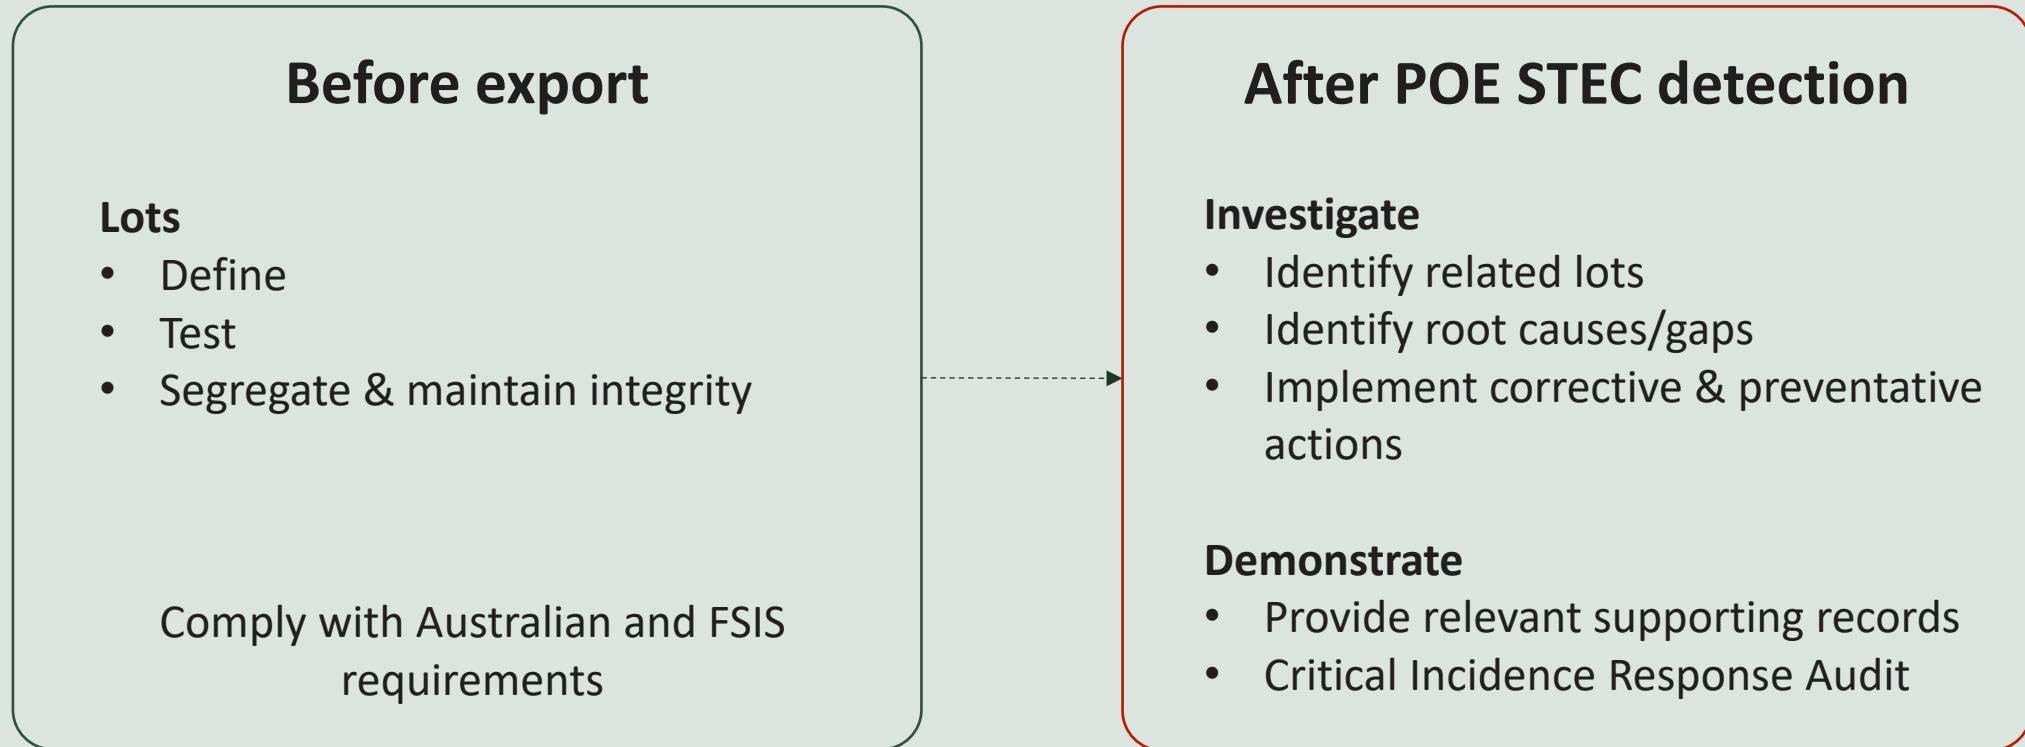 Before export
Lots
• Define
• Test
• Segregate & maintain integrity
Comply with Australian and FSIS
requirements
After POE STEC detection
Investigate
• Identify related lots
• Identify root causes/gaps
• Implement corrective & preventative
actions
Demonstrate
• Provide relevant supporting records
• Critical Incidence Response Audit